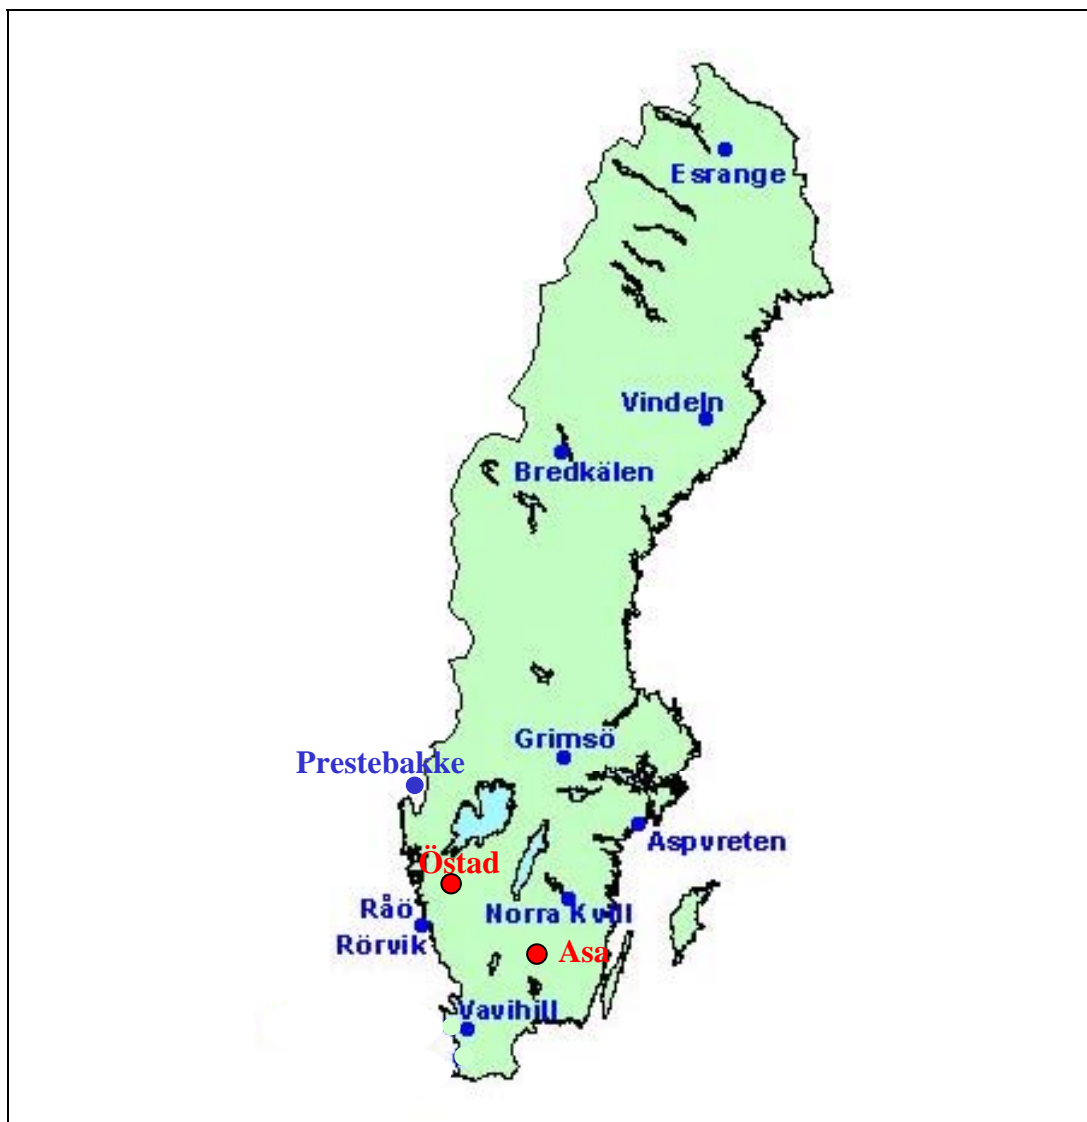 Esrange
Vindeln
Bredkälen
Grimsö
Prestebakke
Aspvreten
Östad
Råö
Norra Kvill
Rörvik
Asa
Vavihill